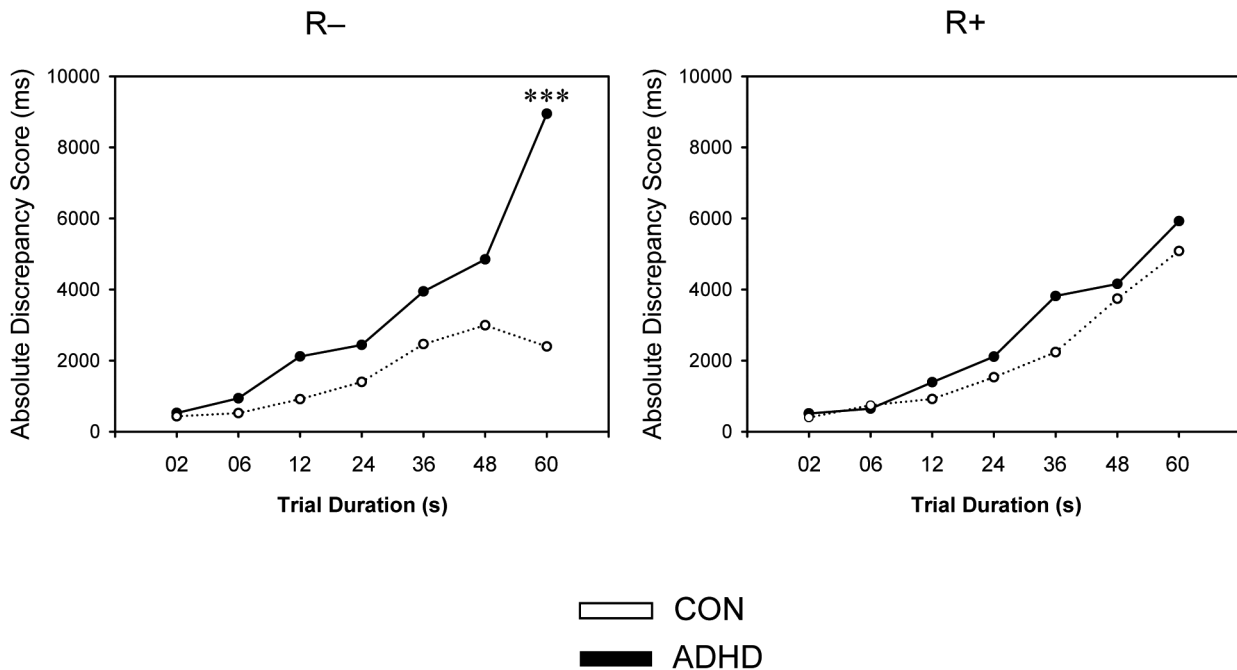 R–
R+
Absolute Discrepancy Score (ms)
10000
8000
6000
4000
2000
0
***
02 06 12 24 36 48 60
Trial Duration (s)
Absolute Discrepancy Score (ms)
10000
8000
6000
4000
2000
0
02 06 12 24 36 48 60
Trial Duration (s)
CON
ADHD